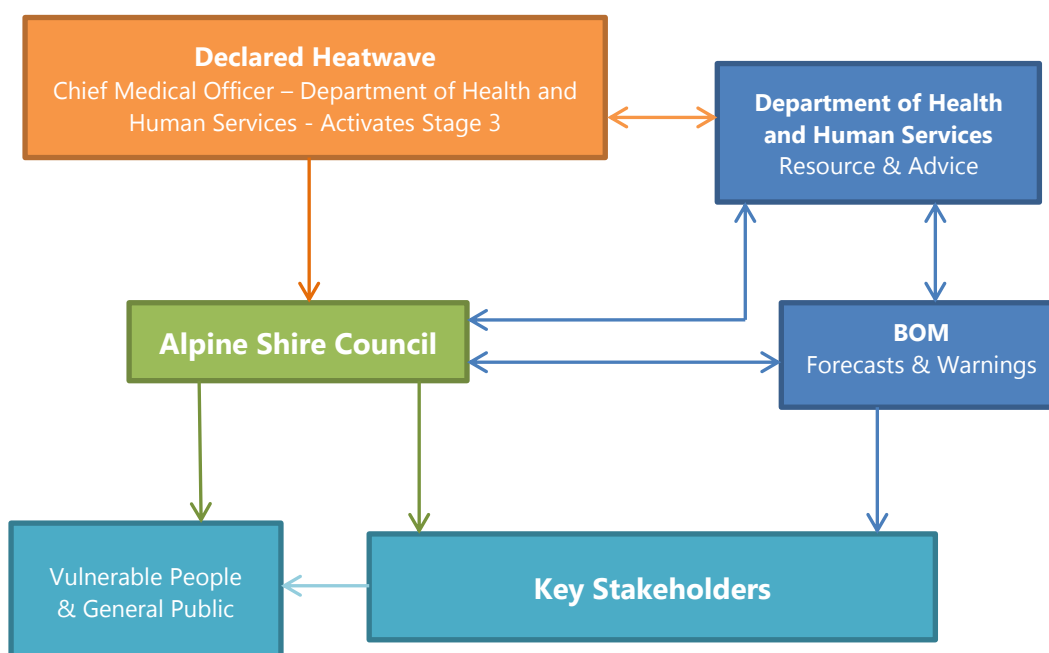 Declared Heatwave
Chief Medical Officer – Department of Health and
Human Services - Activates Stage 3
Department of Health
and Human Services
Resource & Advice
Alpine Shire Council
BOM
Forecasts & Warnings
Vulnerable People
& General Public
Key Stakeholders